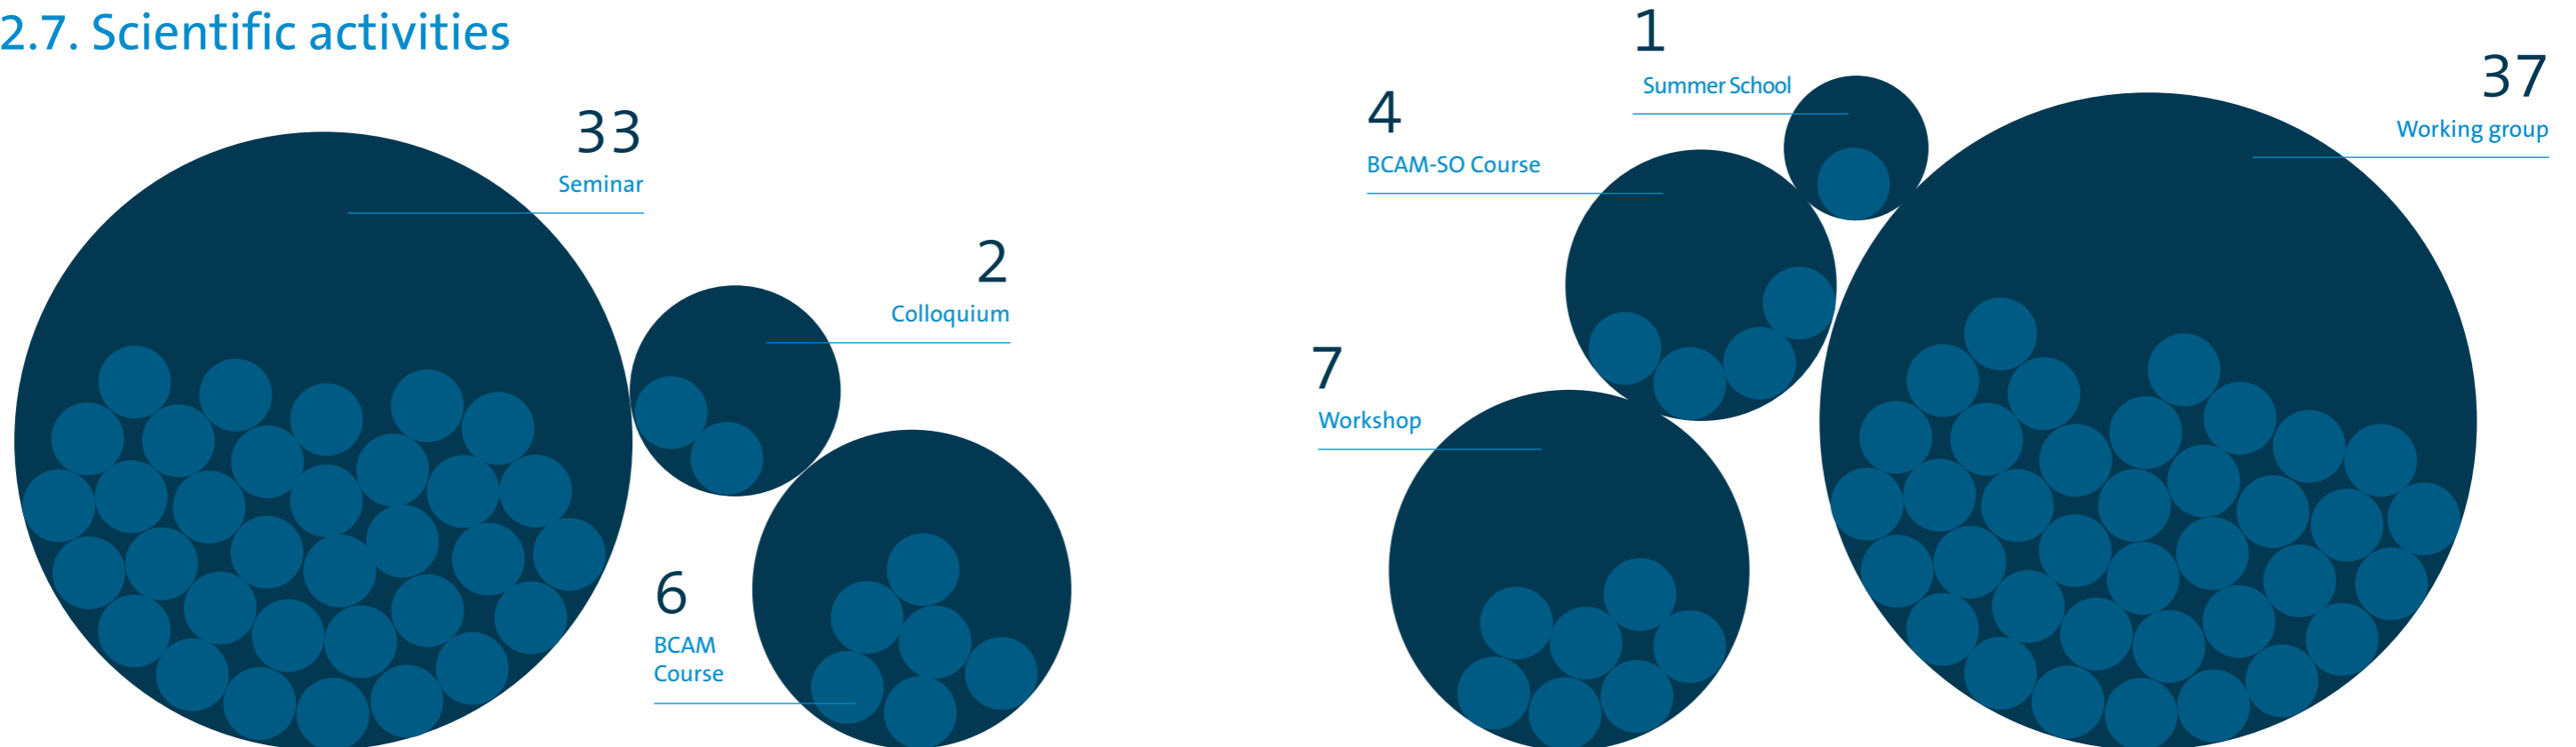 2.7. Scientific activities
33
Seminar
2
Colloquium
6
BCAM
Course
1
Summer School
4
BCAM-SO Course
7
Workshop
37
Working group